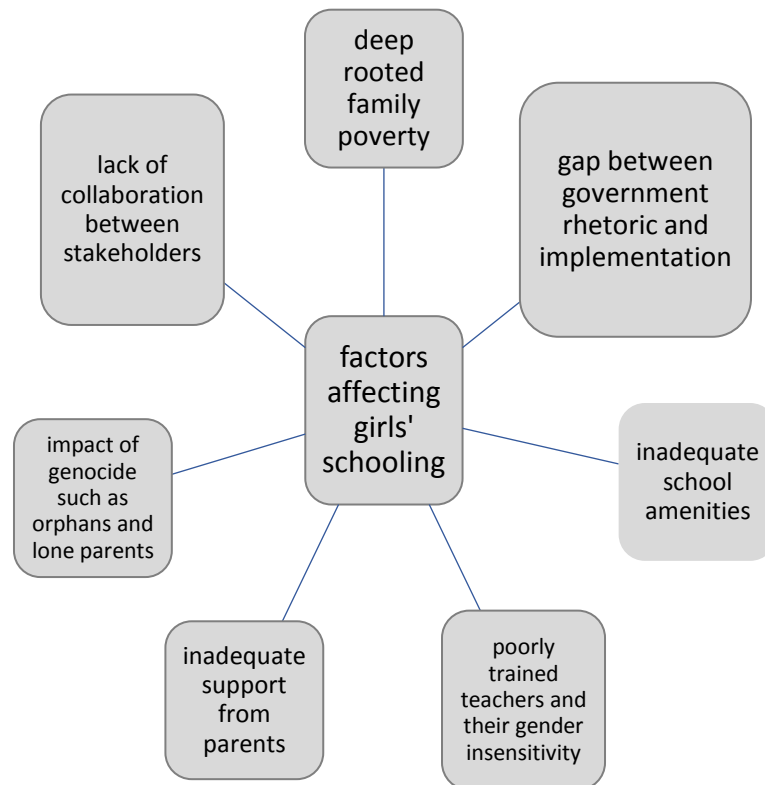 deep
rooted
family
poverty
gap between
government
rhetoric and
implementation
inadequate
school
amenities
poorly
trained
teachers and
their gender
insensitivity
inadequate
support
from
parents
impact of
genocide
such as
orphans and
lone parents
lack of
collaboration
between
stakeholders
factors
affecting
girls'
schooling